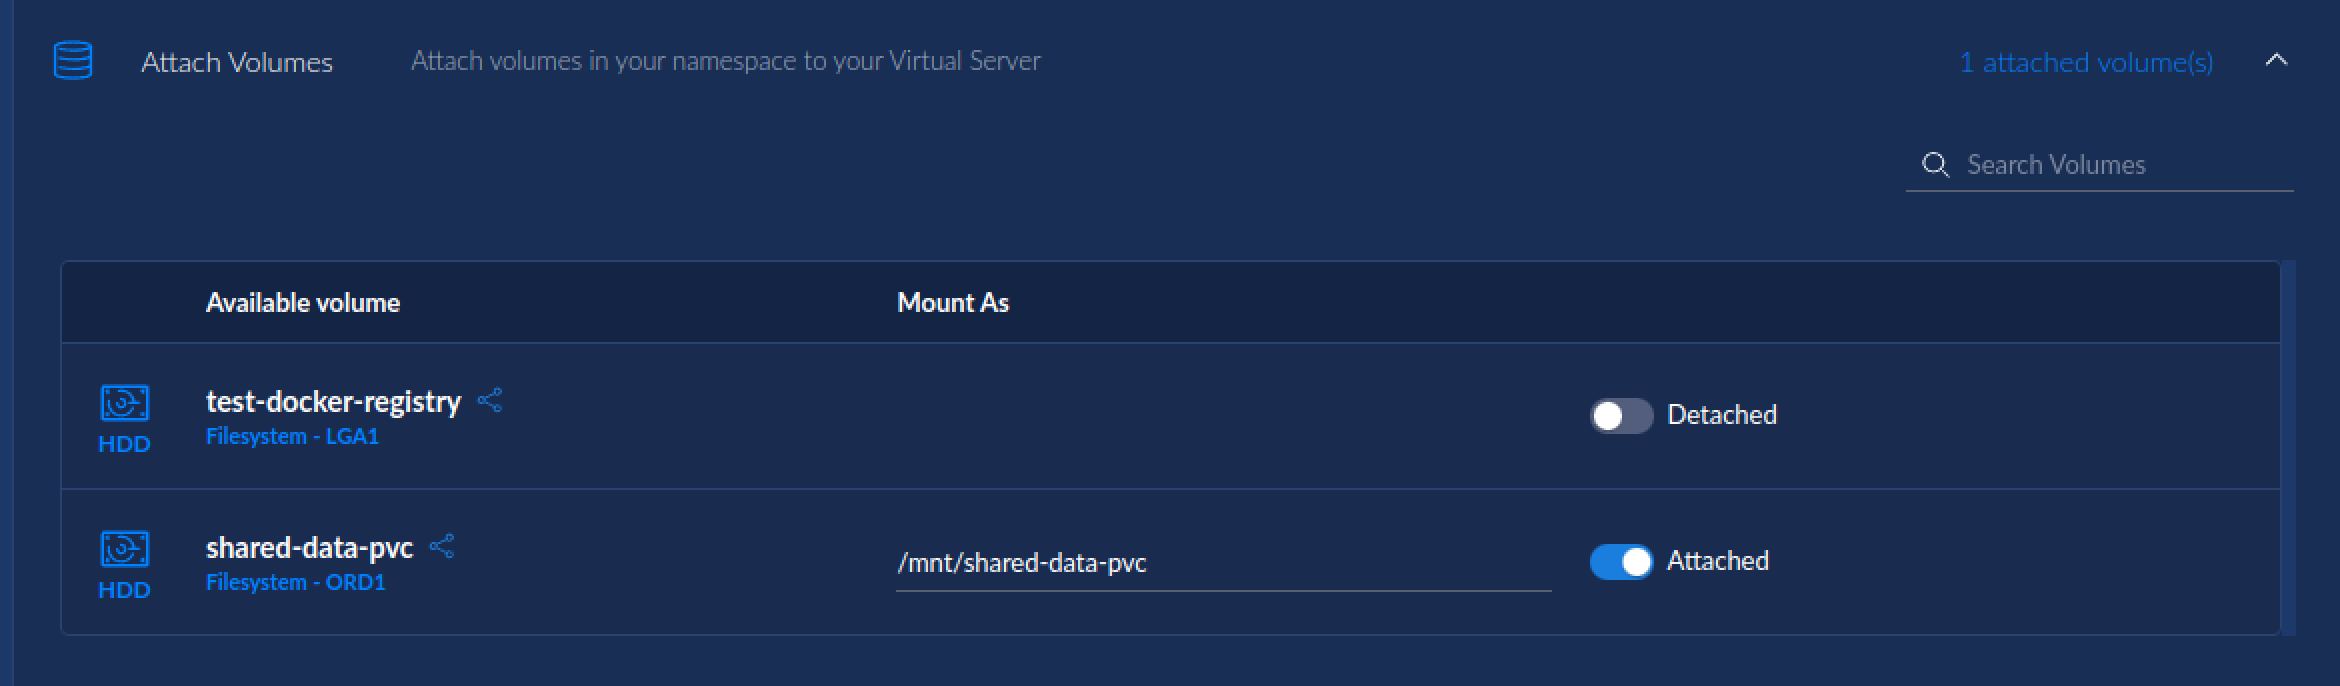 Attach Volumes
Attach volumes in your namespace to your Virtual Server
1 attached volume(s)
Search Volumes
Available volume
Mount As
test-docker-registry
Filesystem - LGA1
HDD
Detached
shared-data-pvc
Filesystem - ORD1
HDD
/mnt/shared-data-pvc
Attached